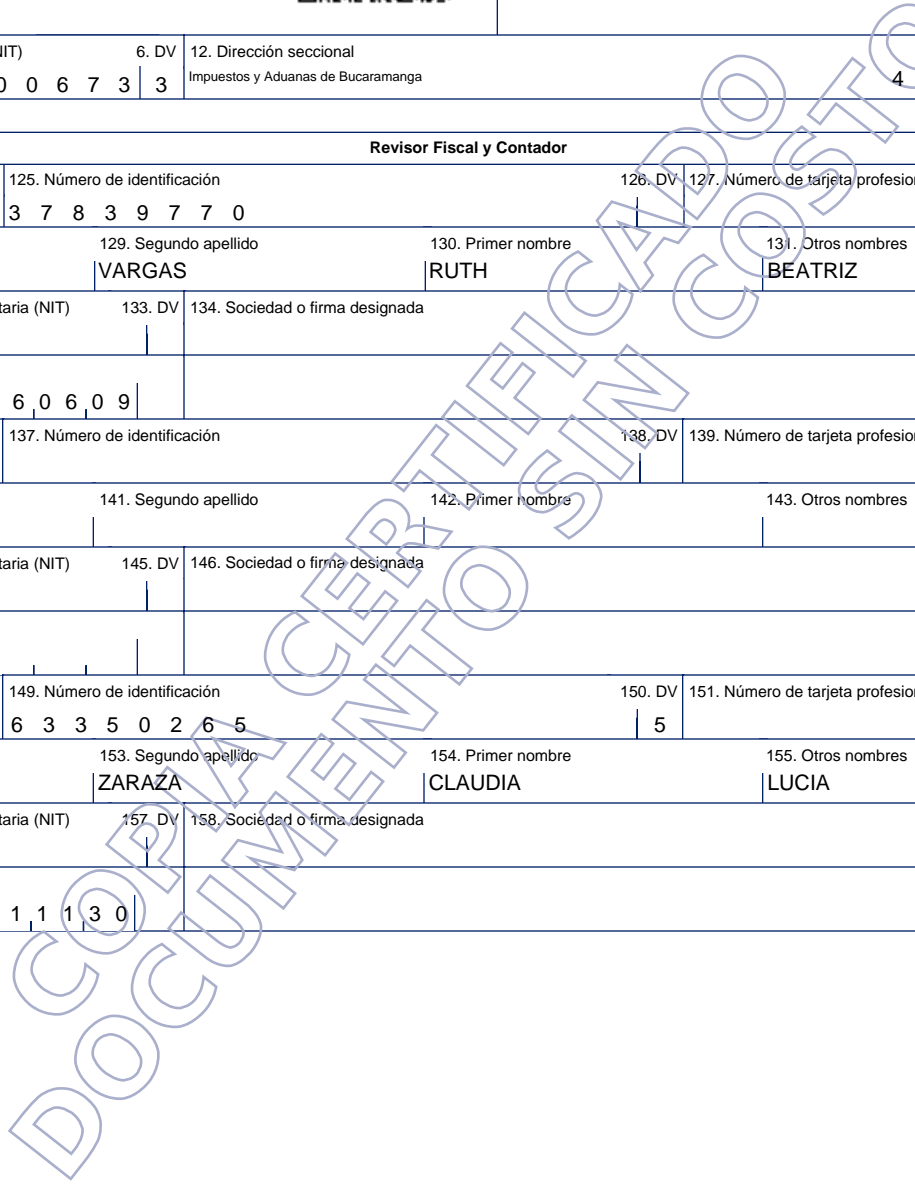 NIT) 6. DV 12. Dirección seccional
0 0 6 7 3 3 Impuestos y Aduanas de Bucaramanga 4
Revisor Fiscal y Contador
125. Número de identificación 126. DV 127. Número de tarjeta profesion
3 7 8 3 9 7 7 0
129. Segundo apellido 130. Primer nombre 131. Otros nombres
VARGAS RUTH BEATRIZ
taria (NIT) 133. DV 134. Sociedad o firma designada
6 0 6 0 9
137. Número de identificación 138. DV 139. Número de tarjeta profesion
141. Segundo apellido 142. Primer nombre 143. Otros nombres
taria (NIT) 145. DV 146. Sociedad o firma designada
149. Número de identificación 150. DV 151. Número de tarjeta profesion
6 3 3 5 0 2 6 5 5
153. Segundo apellido 154. Primer nombre 155. Otros nombres
ZARAZA CLAUDIA LUCIA
taria (NIT) 157. DV 158. Sociedad o firma designada
1 1 1 3 0
COPIA CERTIFICADO
DOCUMENTO SIN COSTO